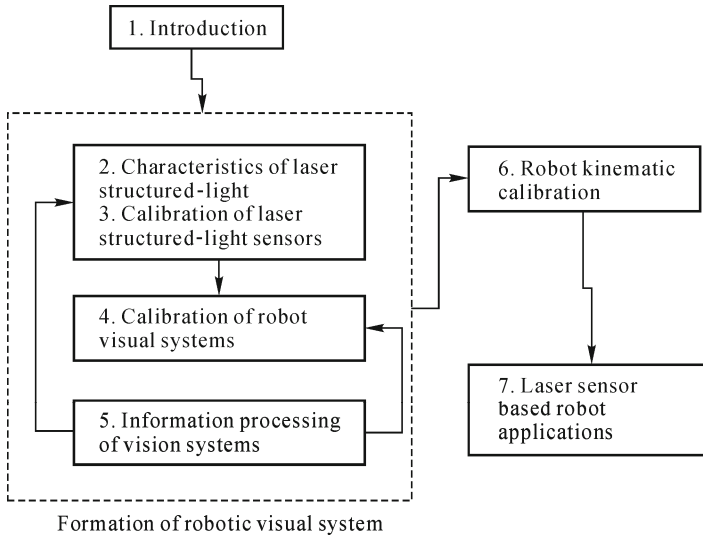 1. Introduction
2. Characteristics of laser
structured-light
3. Calibration of laser
structured-light sensors
4. Calibration of robot
visual systems
5. Information processing
of vision systems
Formation of robotic visual system
6. Robot kinematic
calibration
7. Laser sensor
based robot
applications